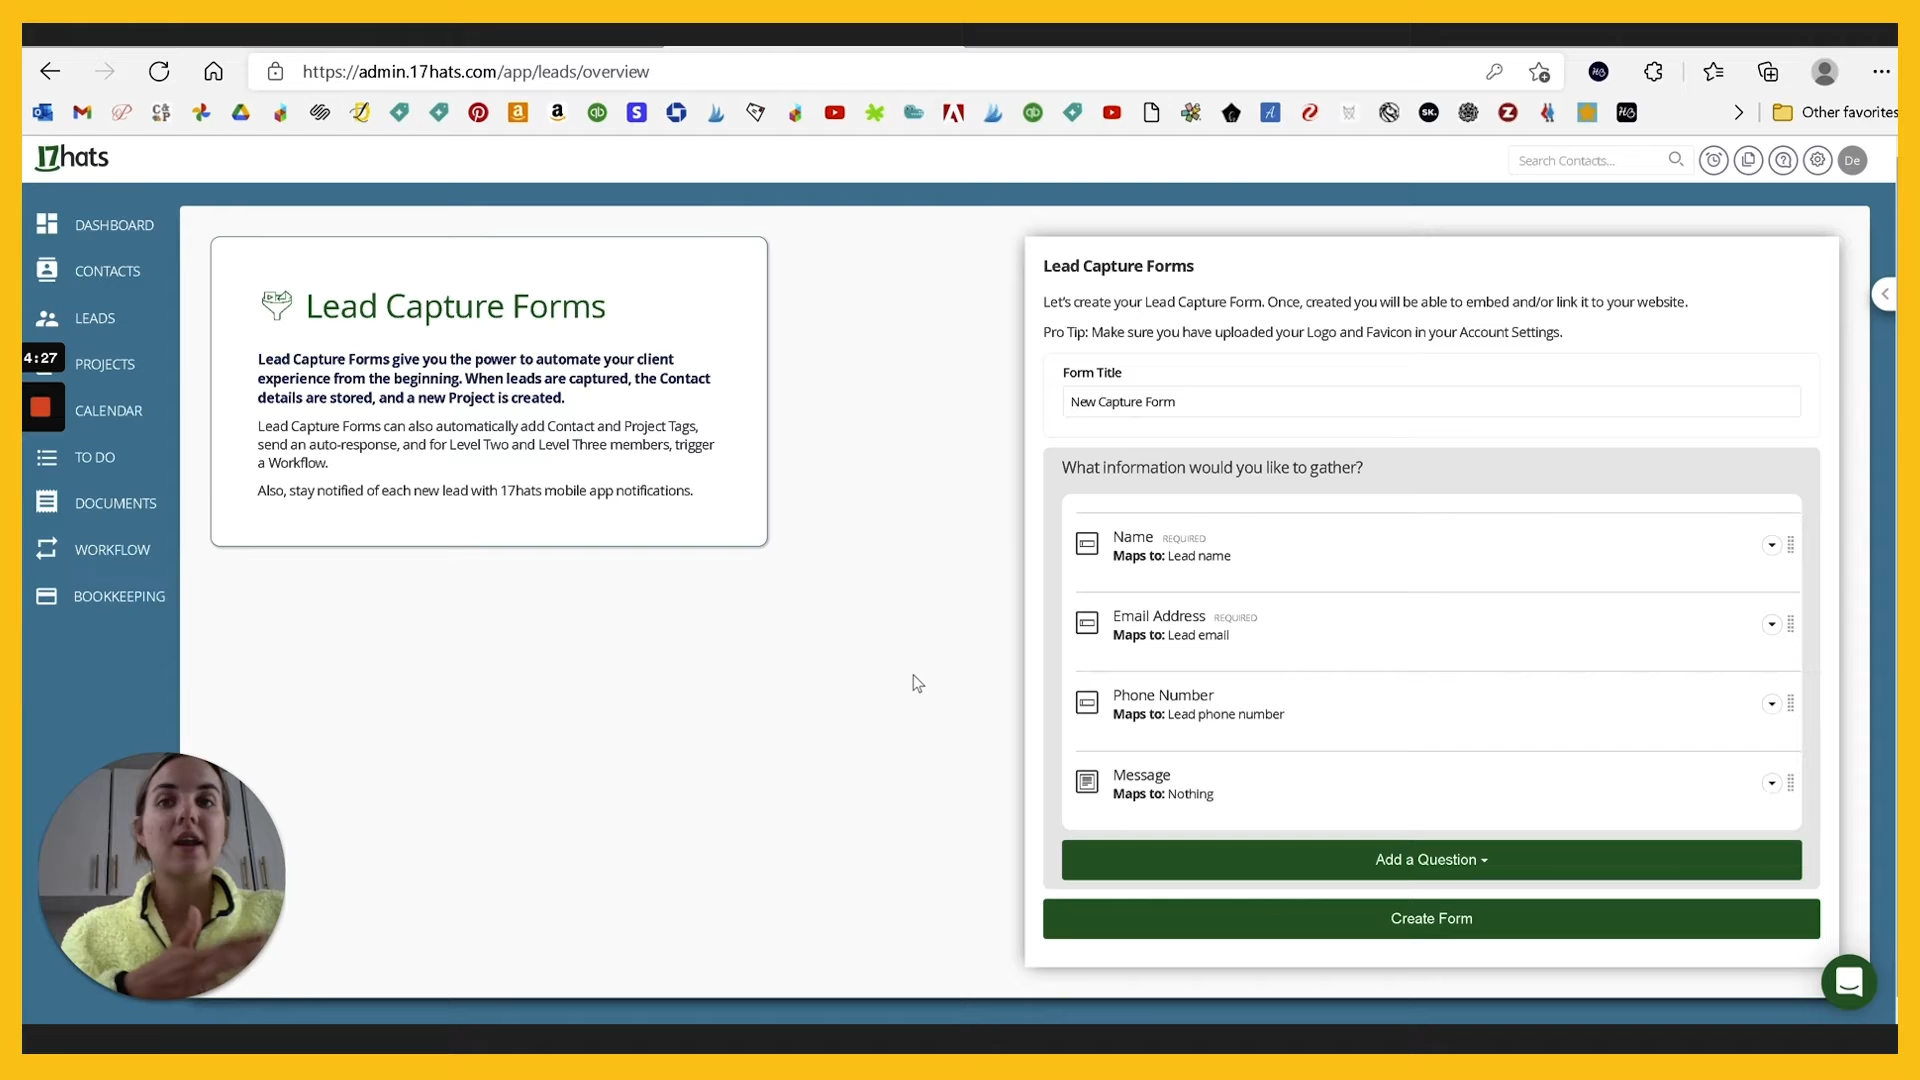 https://admin.17hats.com/app/leads/overview
Other favorites
17hats
Search Contacts...
De
DASHBOARD
CONTACTS
LEADS
4:27
PROJECTS
CALENDAR
TO DO
DOCUMENTS
WORKFLOW
BOOKKEEPING
Lead Capture Forms
Lead Capture Forms give you the power to automate your client
experience from the beginning. When leads are captured, the Contact
details are stored, and a new Project is created.
Lead Capture Forms can also automatically add Contact and Project Tags,
send an auto-response, and for Level Two and Level Three members, trigger
a Workflow.
Also, stay notified of each new lead with 17hats mobile app notifications.
Lead Capture Forms
Let's create your Lead Capture Form. Once, created you will be able to embed and/or link it to your website.
Pro Tip: Make sure you have uploaded your Logo and Favicon in your Account Settings.
Form Title
New Capture Form
What information would you like to gather?
Name REQUIRED
Maps to: Lead name
Email Address REQUIRED
Maps to: Lead email
Phone Number
Maps to: Lead phone number
Message
Maps to: Nothing
Add a Question
Create Form